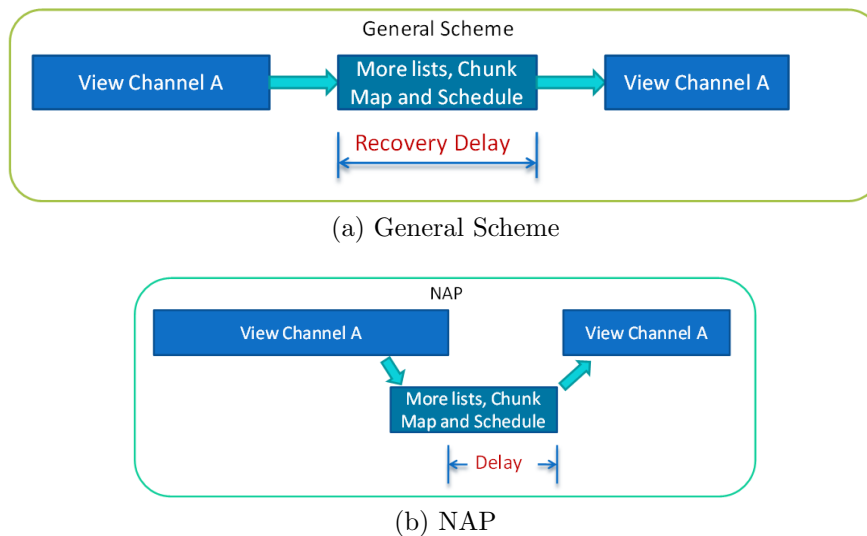 General Scheme
View Channel A
More lists, Chunk
Map and Schedule
View Channel A
Recovery Delay
(a) General Scheme
NAP
View Channel A
View Channel A
More lists, Chunk
Map and Schedule
Delay
(b) NAP